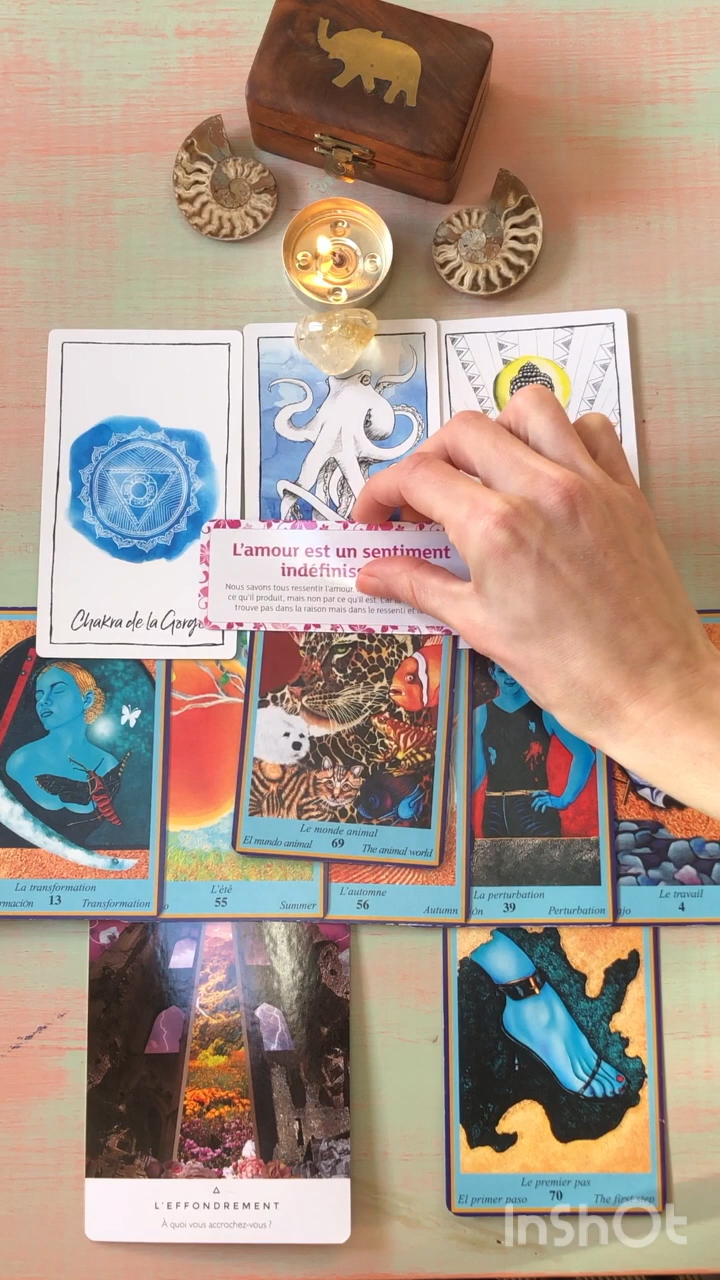 L'amour est un sentiment
Nous savons tous ressentir l'amour
ce qu'il produit, mais non par ce qu'il est.
trouve pas dans la raison mais dans le ressenti et
Chakra de la Gorge
La transformation
13 Transformation
L'été
55 Summer
Le monde animal
El mundo animal 69 The animal world
L'automne
56 Autumn
La perturbation
39 Perturbation
Le travail
4
L'EFFONDREMENT
À quoi vous accrochez-vous ?
Le premier pas
El primer paso 70 The first step
InShOt